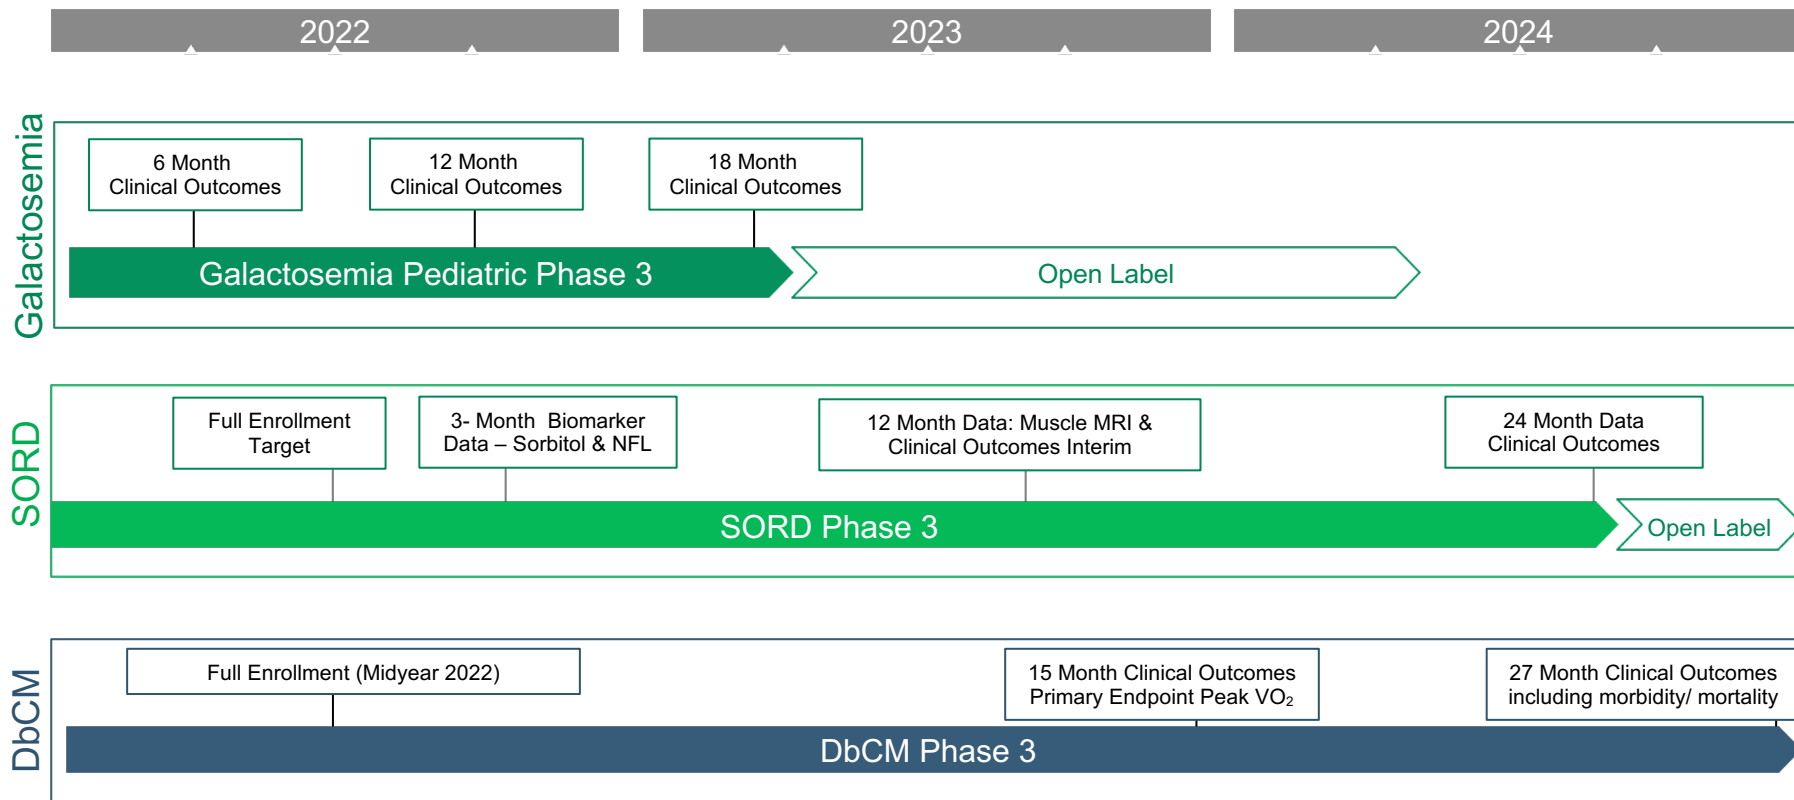 2022
2023
2024
Galactosemia
6 Month
Clinical Outcomes
12 Month
Clinical Outcomes
18 Month
Clinical Outcomes
Galactosemia Pediatric Phase 3
Open Label
SORD
Full Enrollment
Target
3- Month  Biomarker
Data – Sorbitol & NFL
12 Month Data: Muscle MRI &
Clinical Outcomes Interim
24 Month Data
Clinical Outcomes
SORD Phase 3
Open Label
DbCM
Full Enrollment (Midyear 2022)
15 Month Clinical Outcomes
Primary Endpoint Peak VO₂
27 Month Clinical Outcomes
including morbidity/ mortality
DbCM Phase 3